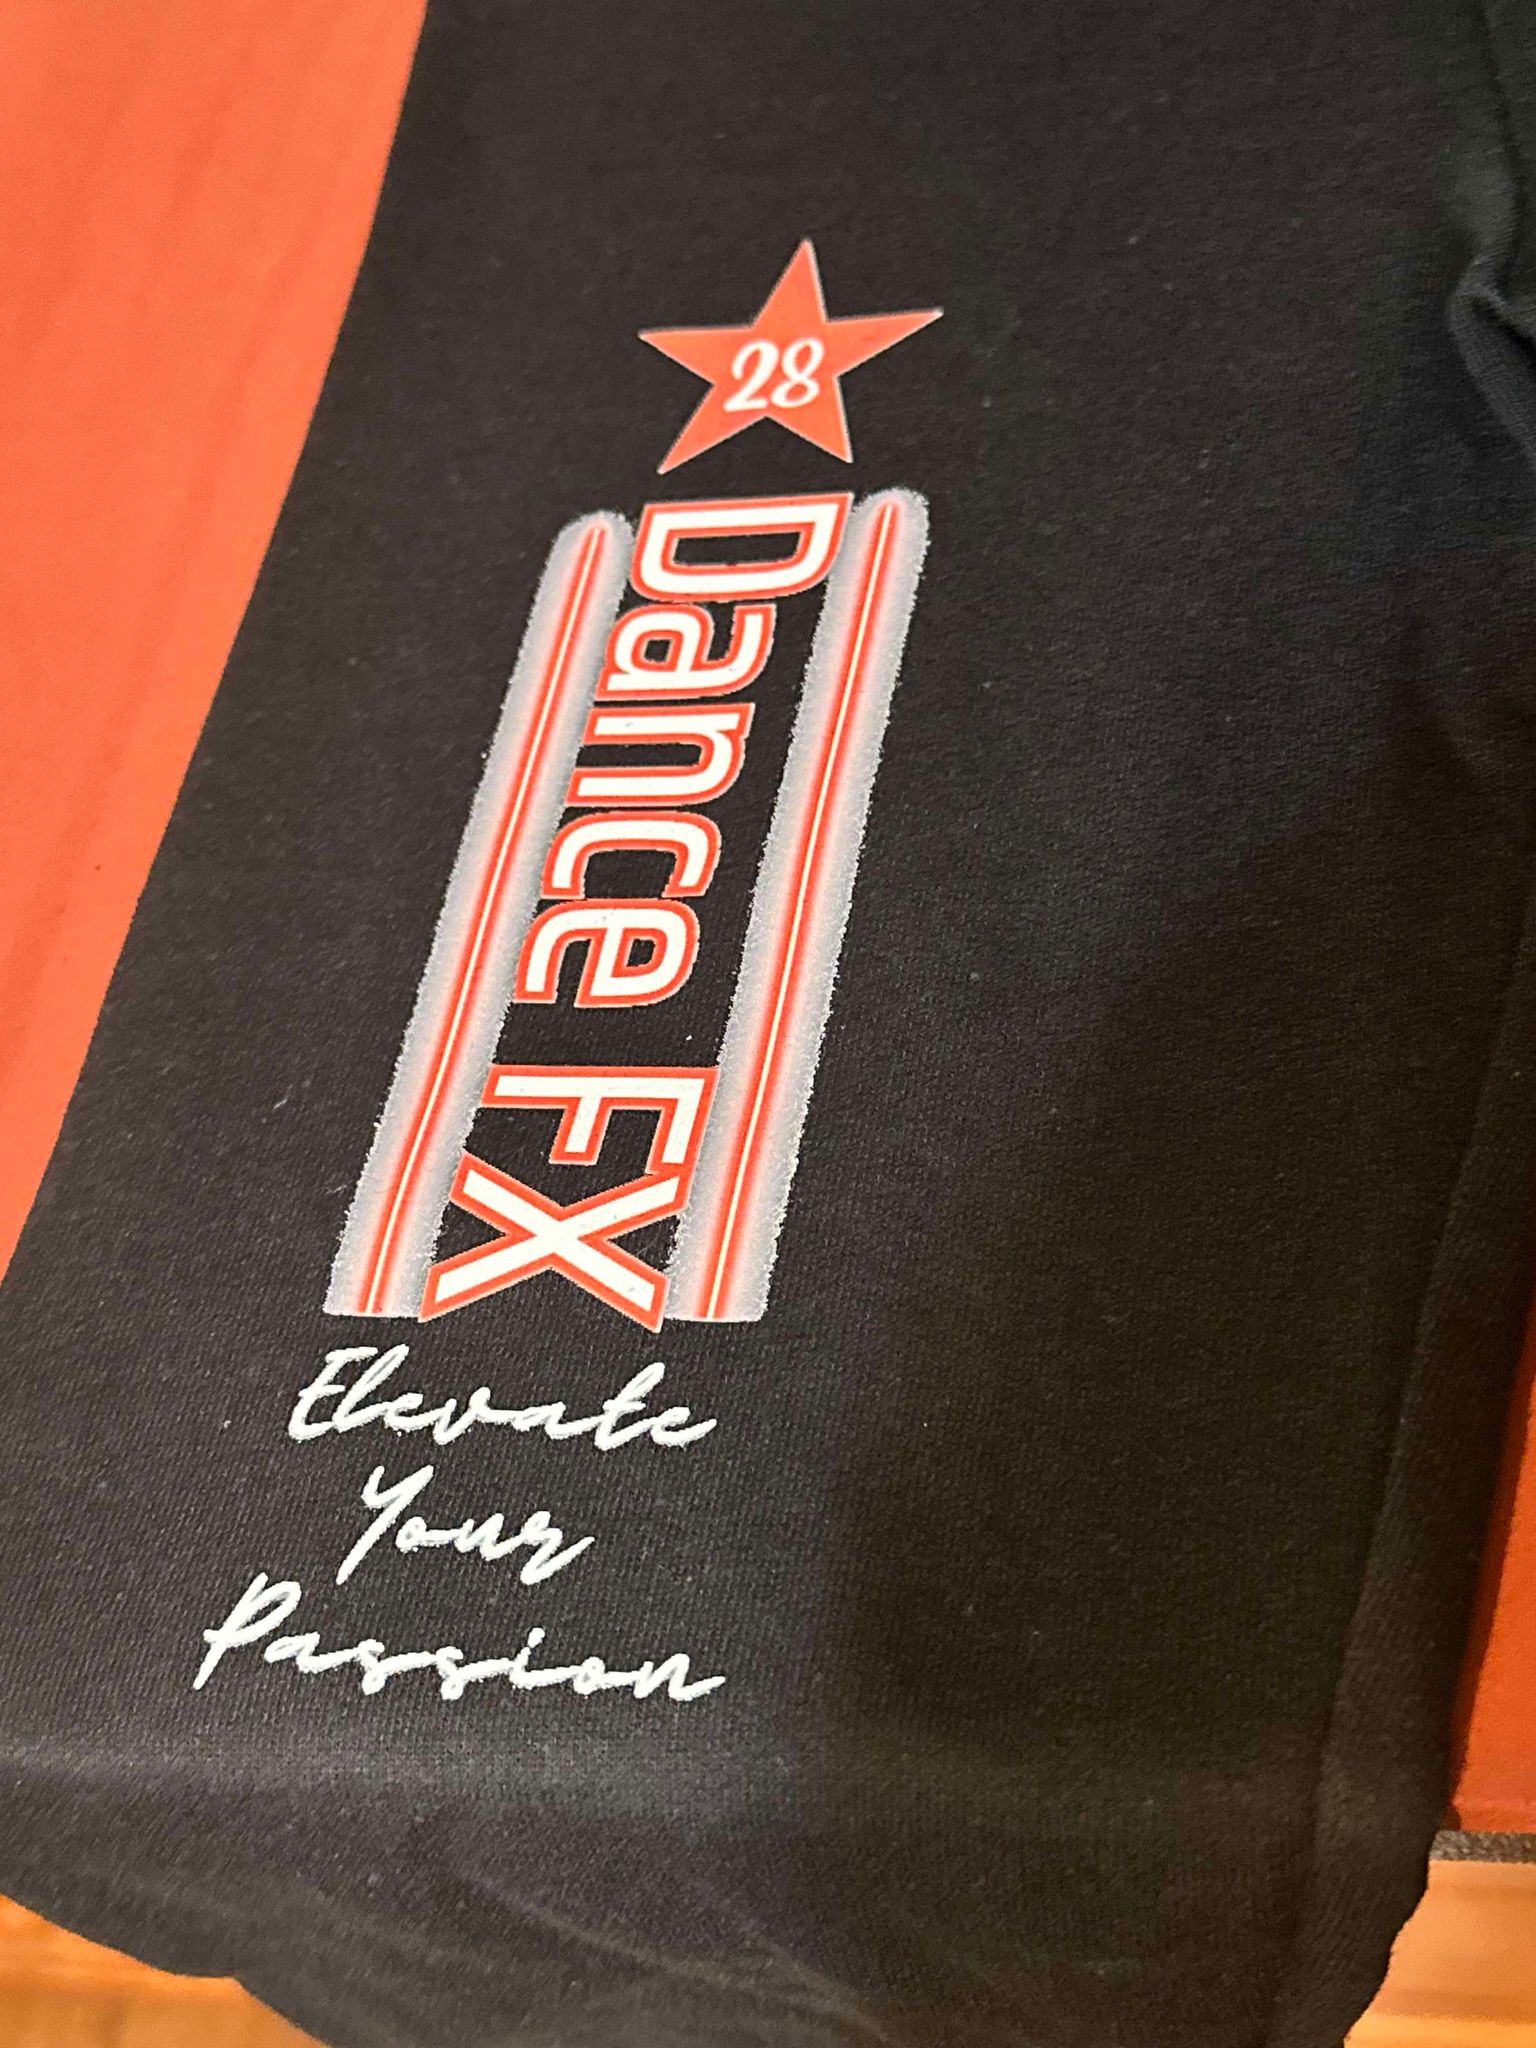 28
Dance FX
Elevate
Your
Passion